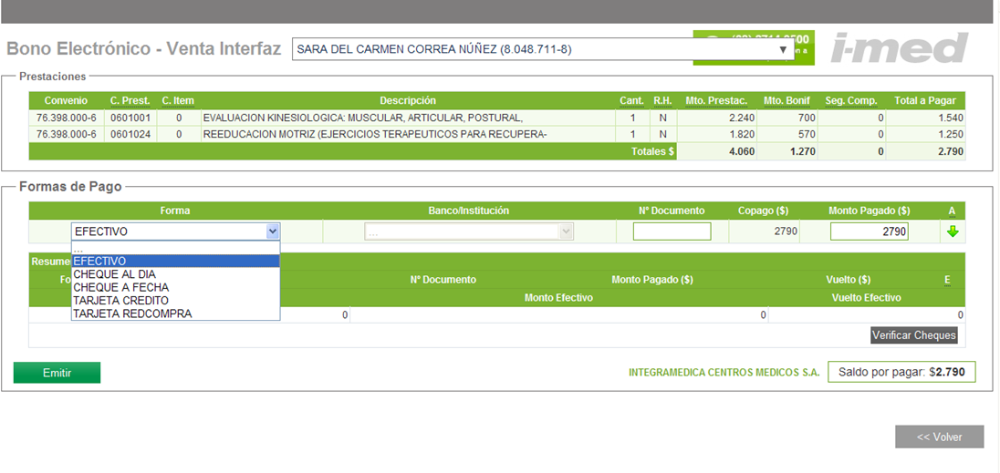 Bono Electrónico - Venta Interfaz SARA DEL CARMEN CORREA NÚÑEZ (8.048.711-8) i-med
Prestaciones
Convenio C. Prest. C. Item Descripción Cant. R.H. Mto. Prestac. Mto. Bonif Seg. Comp. Total a Pagar
76.398.000-6 0601001 0 EVALUACION KINESIOLOGICA: MUSCULAR, ARTICULAR, POSTURAL, 1 N 2.240 700 0 1.540
76.398.000-6 0601024 0 REEDUCACION MOTRIZ (EJERCICIOS TERAPEUTICOS PARA RECUPERA- 1 N 1.820 570 0 1.250
Totales $ 4.060 1.270 0 2.790
Formas de Pago
Forma Banco/Institución Nº Documento Copago ($) Monto Pagado ($) A
EFECTIVO ... 2790 2790
...
EFECTIVO
CHEQUE AL DIA
CHEQUE A FECHA
TARJETA CREDITO
TARJETA REDCOMPRA
Resume
Fo Nº Documento Monto Pagado ($) Vuelto ($) E
Monto Efectivo Vuelto Efectivo
0 0 0
Verificar Cheques
Emitir INTEGRAMEDICA CENTROS MEDICOS S.A. Saldo por pagar: $2.790
<< Volver